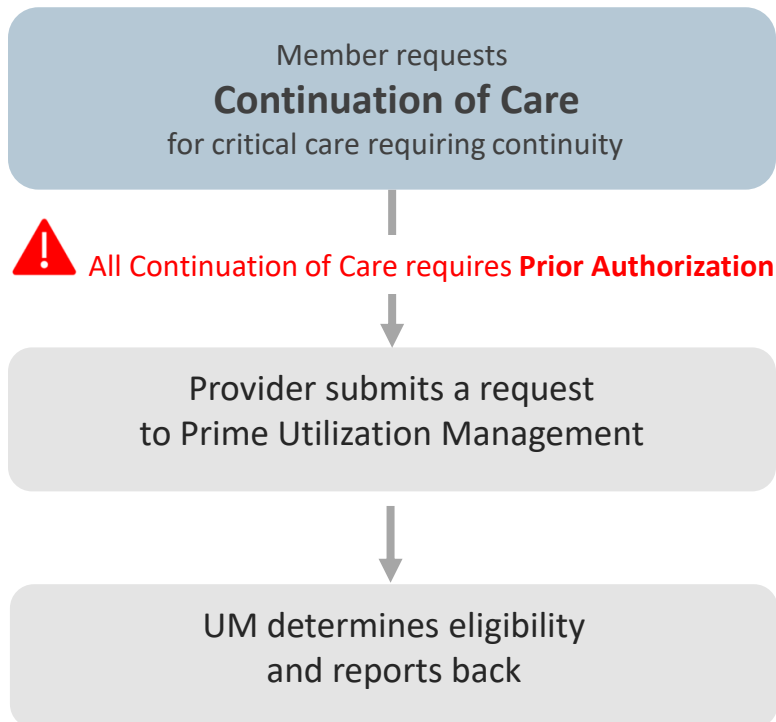 Member requests
Continuation of Care
for critical care requiring continuity
All Continuation of Care requires Prior Authorization
Provider submits a request
to Prime Utilization Management
UM determines eligibility
and reports back